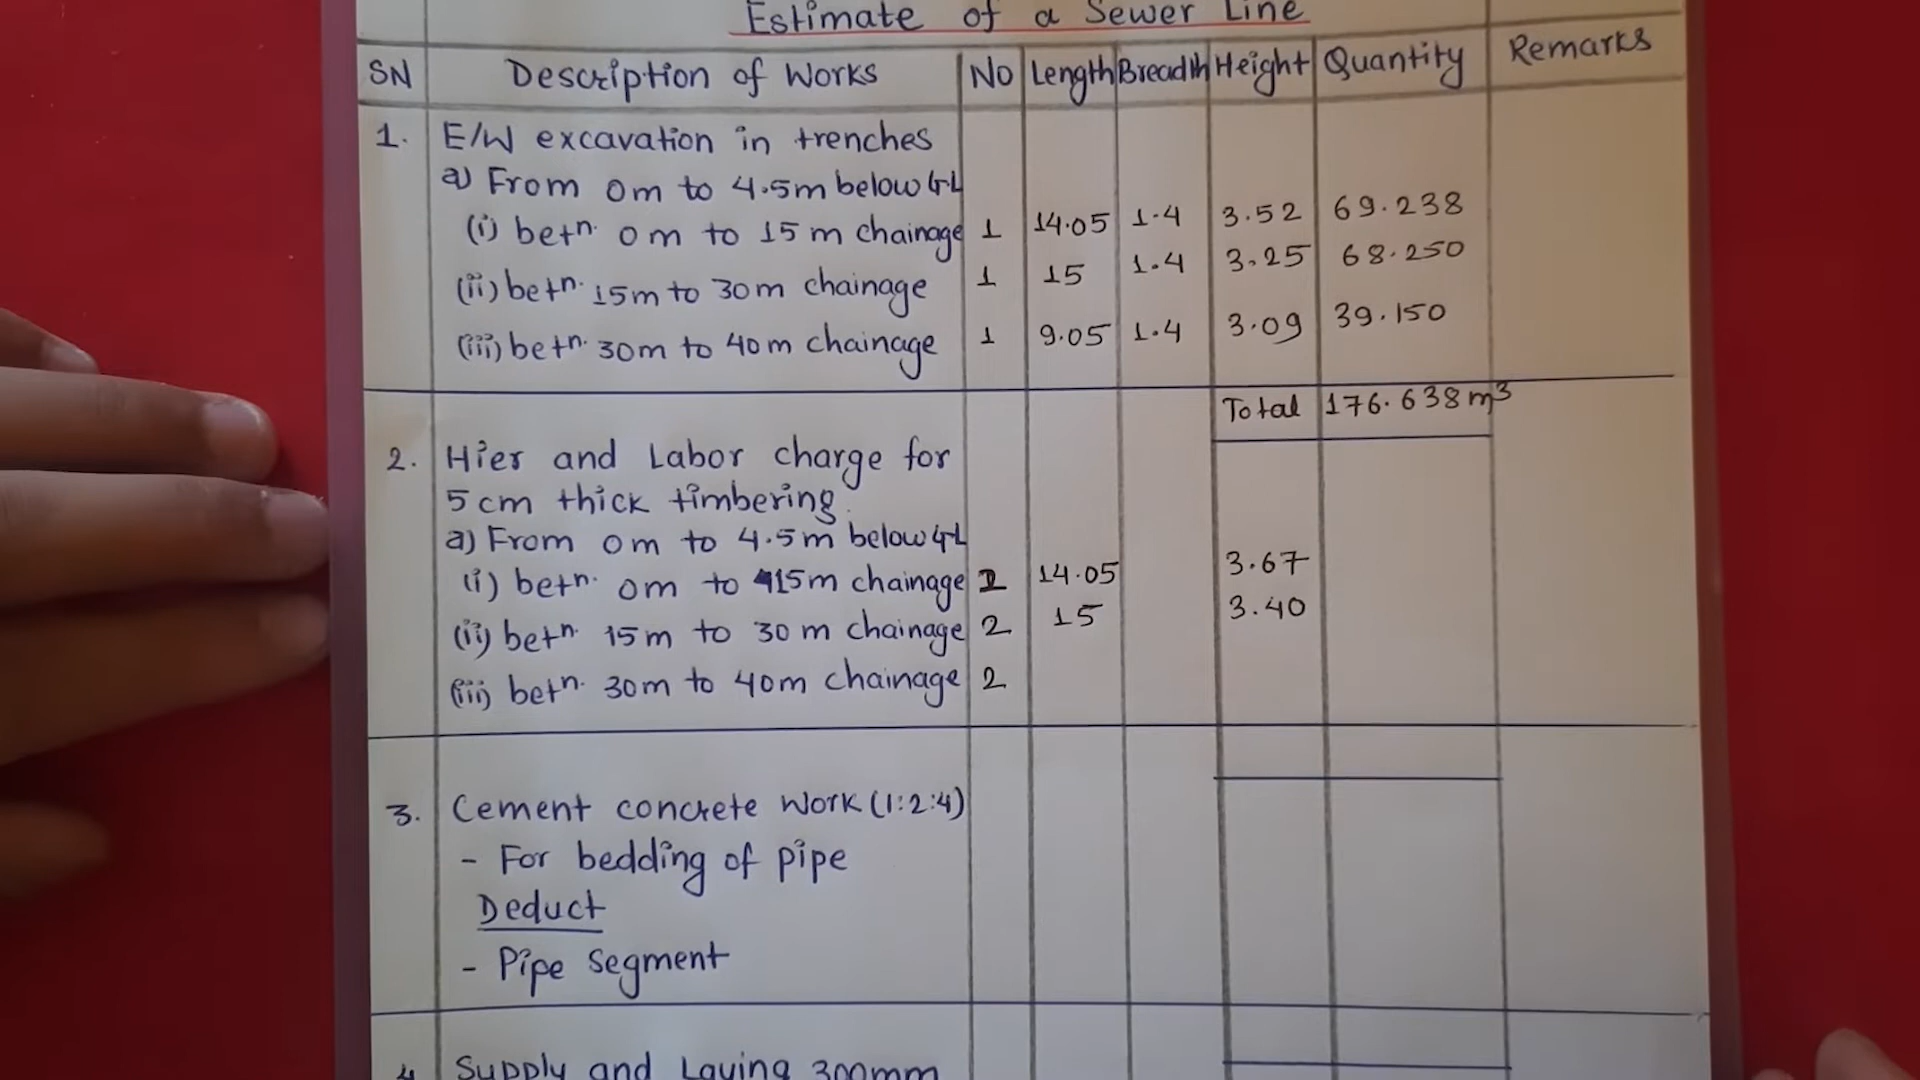 Estimate of a Sewer Line
SN Description of Works No Length Breadth Height Quantity Remarks
1. E/W excavation in trenches
a) From 0m to 4.5m below G.L
(i) betn. 0m to 15m chainage 1 14.05 1.4 3.52 69.238
(ii) betn. 15m to 30m chainage 1 15 1.4 3.25 68.250
(iii) betn. 30m to 40m chainage 1 9.05 1.4 3.09 39.150
Total 176.638 m³
2. Hier and Labor charge for
5cm thick timbering
a) From 0m to 4.5m below G.L
(i) betn. 0m to 15m chainage 2 14.05 3.67
(ii) betn. 15m to 30m chainage 2 15 3.40
(iii) betn. 30m to 40m chainage 2
3. Cement concrete Work (1:2:4)
- For bedding of pipe
Deduct
- Pipe segment
4. Supply and Laying 300mm